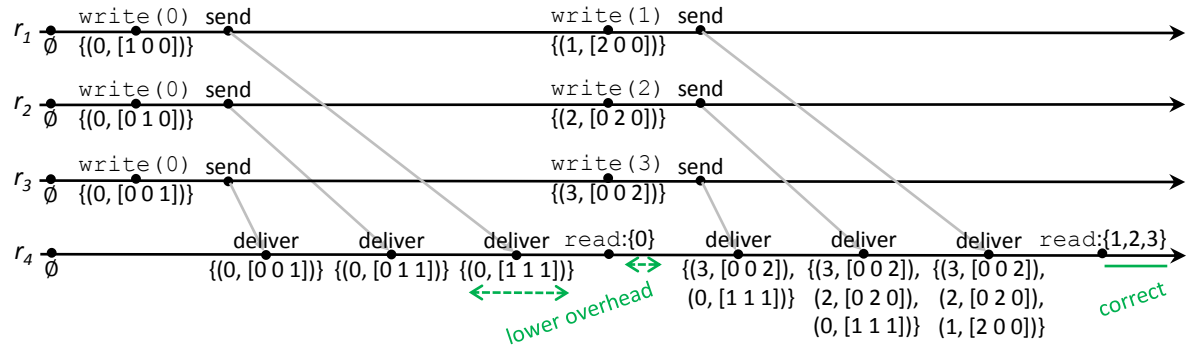 write(0) send write(1) send
r1
∅ {(0, [1 0 0])} {(1, [2 0 0])}
write(0) send write(2) send
r2
∅ {(0, [0 1 0])} {(2, [0 2 0])}
write(0) send write(3) send
r3
∅ {(0, [0 0 1])} {(3, [0 0 2])}
deliver deliver deliver read:{0} deliver deliver deliver read:{1,2,3}
r4
∅ {(0, [0 0 1])} {(0, [0 1 1])} {(0, [1 1 1])} {(3, [0 0 2]), {(3, [0 0 2]), {(3, [0 0 2]),
(0, [1 1 1])} (2, [0 2 0]), (2, [0 2 0]),
(0, [1 1 1])} (1, [2 0 0])}
lower overhead
correct